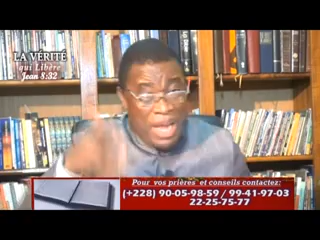 LA VÉRITÉ
qui Libère
Jean 8:32
Pour vos prières et conseils contactez:
(+228) 90-05-98-59 / 99-41-97-03
22-25-75-77